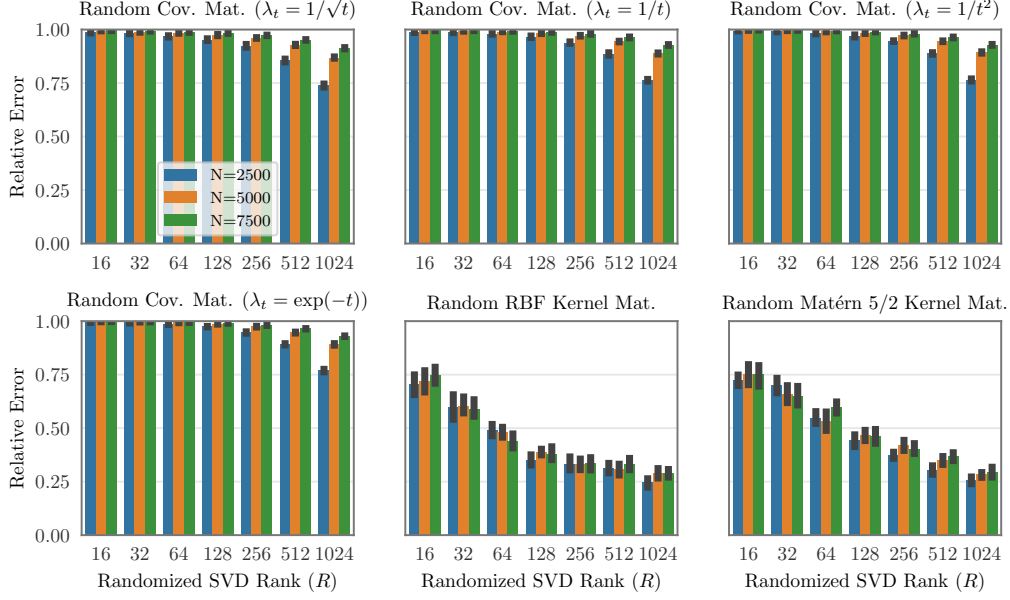 Random Cov. Mat. (λ_t = 1/√t)
Random Cov. Mat. (λ_t = 1/t)
Random Cov. Mat. (λ_t = 1/t²)
Relative Error
1.00
0.75
0.50
0.25
0.00
N=2500
N=5000
N=7500
16 32 64 128 256 512 1024
16 32 64 128 256 512 1024
16 32 64 128 256 512 1024
Random Cov. Mat. (λ_t = exp(−t))
Random RBF Kernel Mat.
Random Matérn 5/2 Kernel Mat.
Relative Error
1.00
0.75
0.50
0.25
0.00
16 32 64 128 256 512 1024
16 32 64 128 256 512 1024
16 32 64 128 256 512 1024
Randomized SVD Rank (R)
Randomized SVD Rank (R)
Randomized SVD Rank (R)